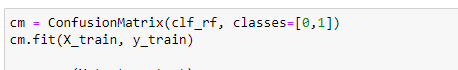 cm = ConfusionMatrix(clf_rf, classes=[0,1])
cm.fit(X_train, y_train)